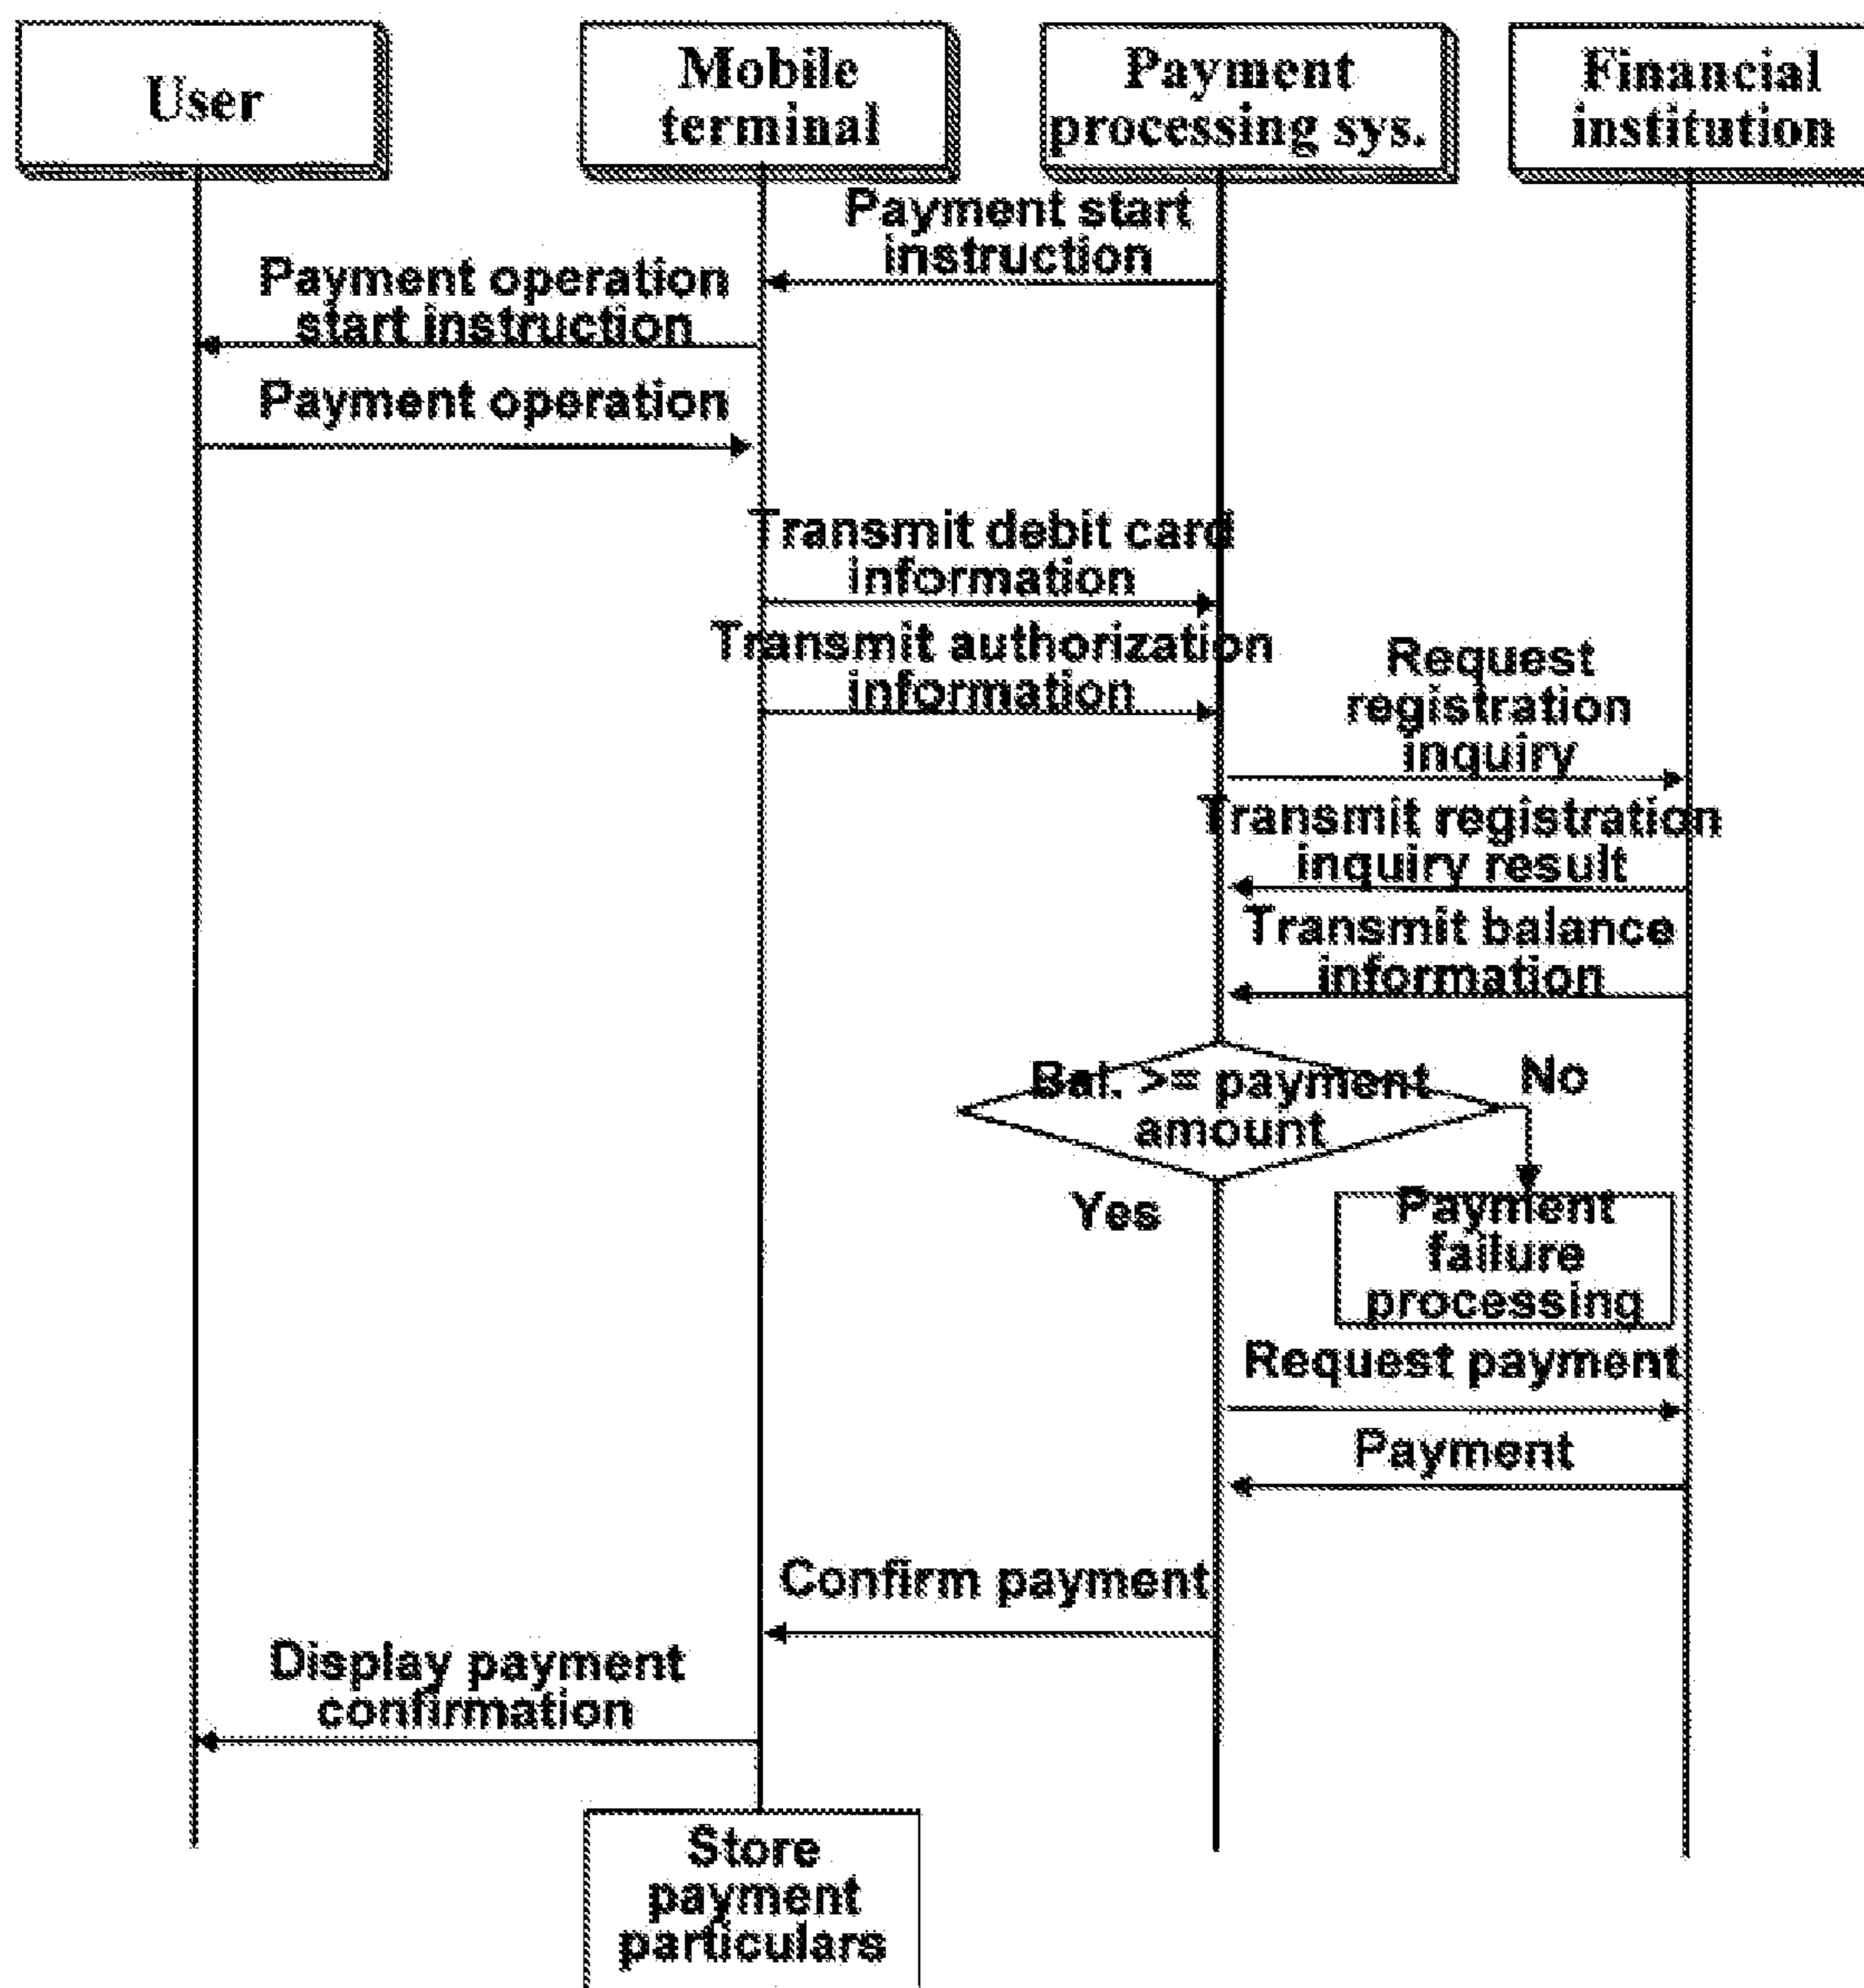 User
Mobile
terminal
Payment
processing sys.
Financial
institution
Payment start
instruction
Payment operation
start instruction
Payment operation
Transmit debit card
information
Transmit authorization
information
Request
registration
inquiry
Transmit registration
inquiry result
Transmit balance
information
Bal. >= payment
amount
No
Yes
Payment
failure
processing
Request payment
Payment
Confirm payment
Display payment
confirmation
Store
payment
particulars